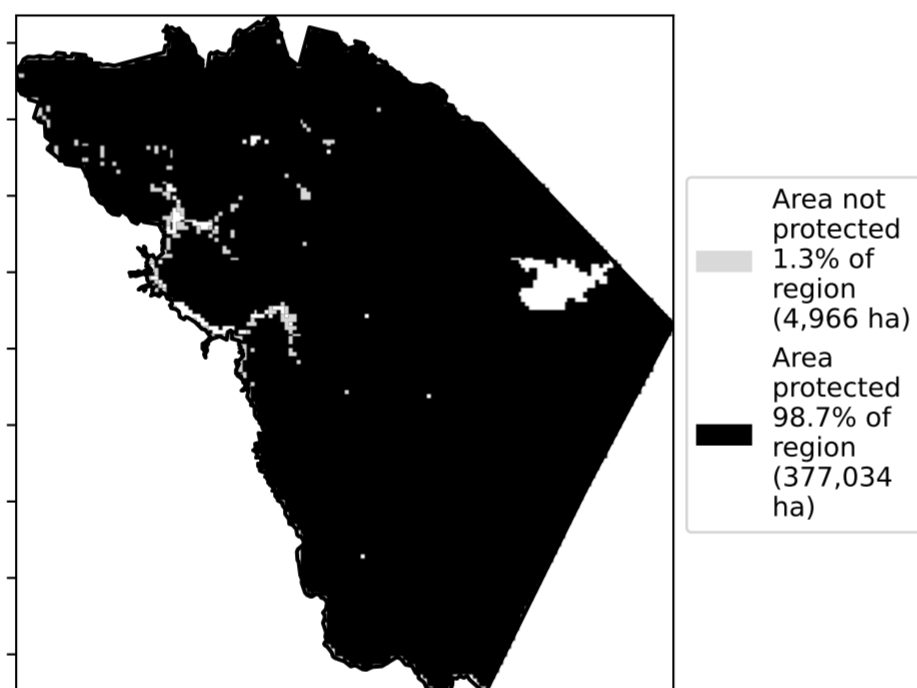 Area not
protected
1.3% of
region
(4,966 ha)
Area
protected
98.7% of
region
(377,034
ha)